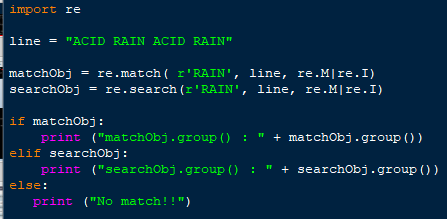 import re
line = "ACID RAIN ACID RAIN"
matchObj = re.match( r'RAIN', line, re.M|re.I)
searchObj = re.search(r'RAIN', line, re.M|re.I)
if matchObj:
    print ("matchObj.group() : " + matchObj.group())
elif searchObj:
    print ("searchObj.group() : " + searchObj.group())
else:
   print ("No match!!")